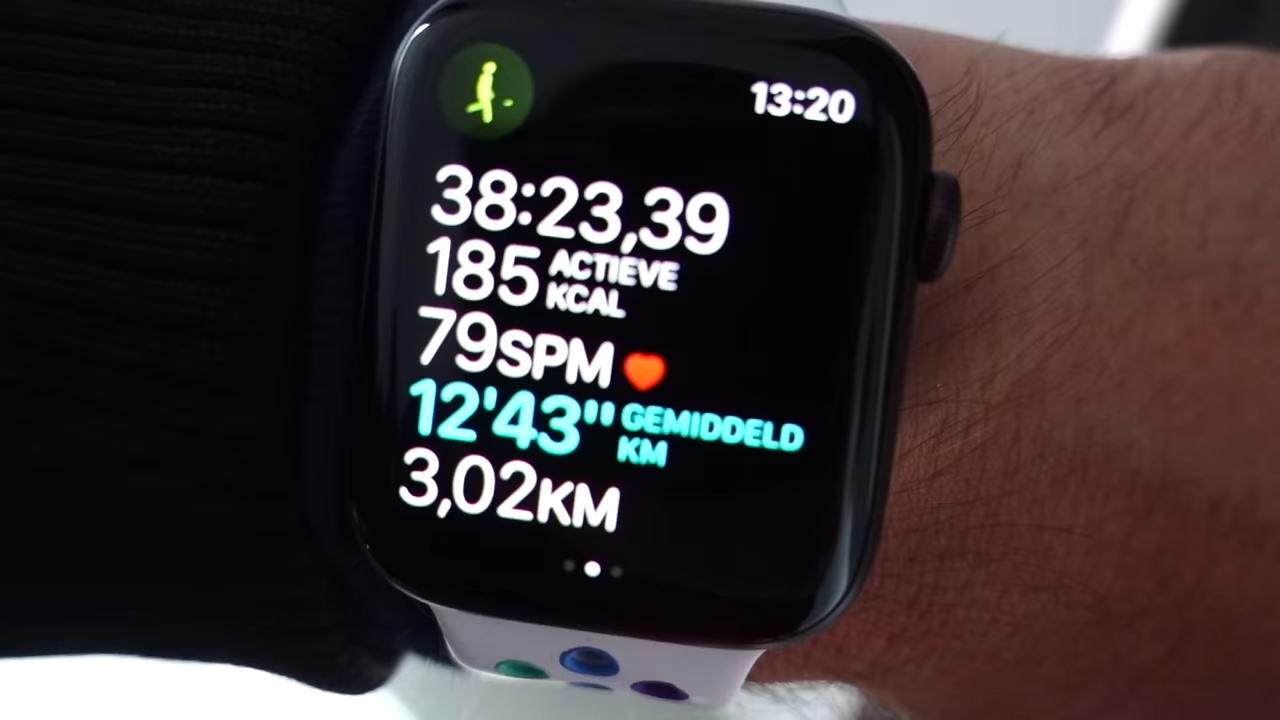 13:20
38:23,39
185 ACTIEVE
KCAL
79SPM
12'43" GEMIDDELD
KM
3,02KM